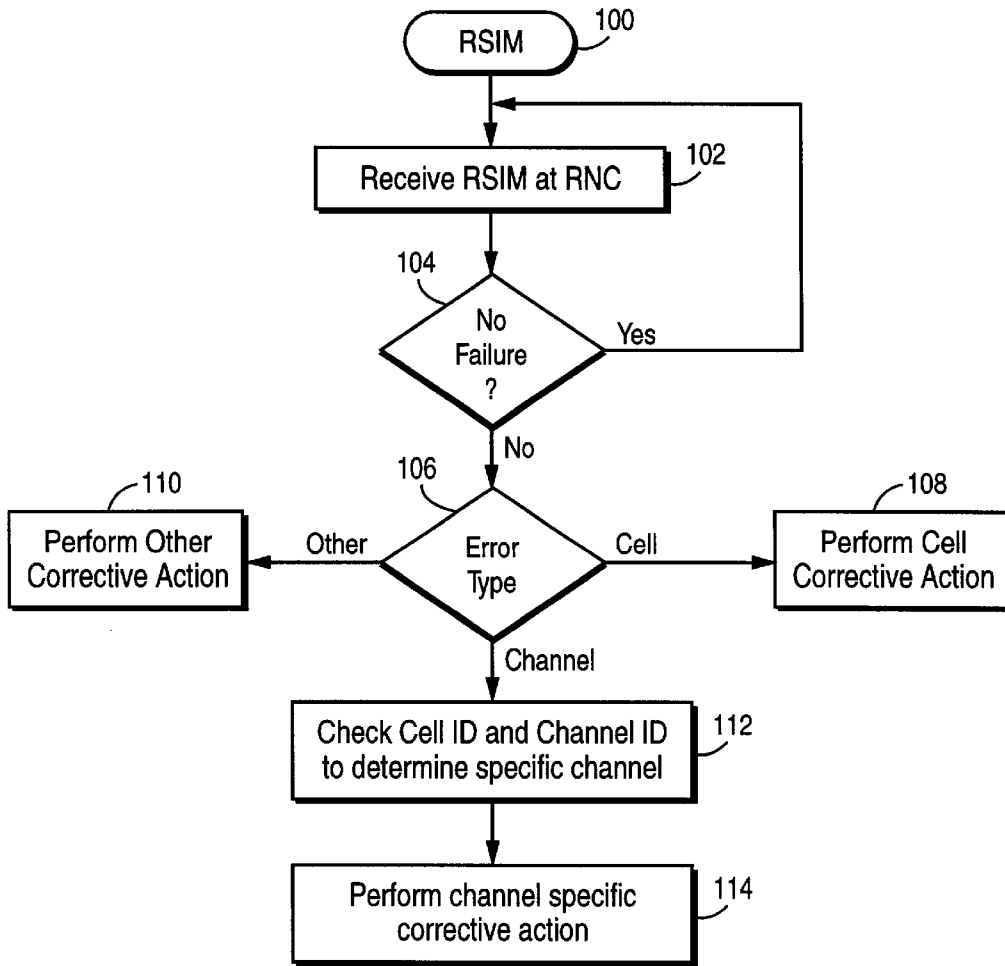 RSIM
100
Receive RSIM at RNC
102
104
No
Failure
?
Yes
No
106
110
108
Perform Other
Corrective Action
Other
Error
Type
Cell
Perform Cell
Corrective Action
Channel
Check Cell ID and Channel ID
to determine specific channel
112
Perform channel specific
corrective action
114